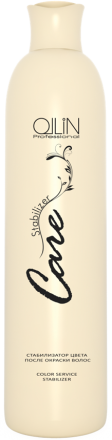 OLLIN
Professional
Stabilizer
Care
СТАБИЛИЗАТОР ЦВЕТА
ПОСЛЕ ОКРАСКИ ВОЛОС
COLOR SERVICE
STABILIZER